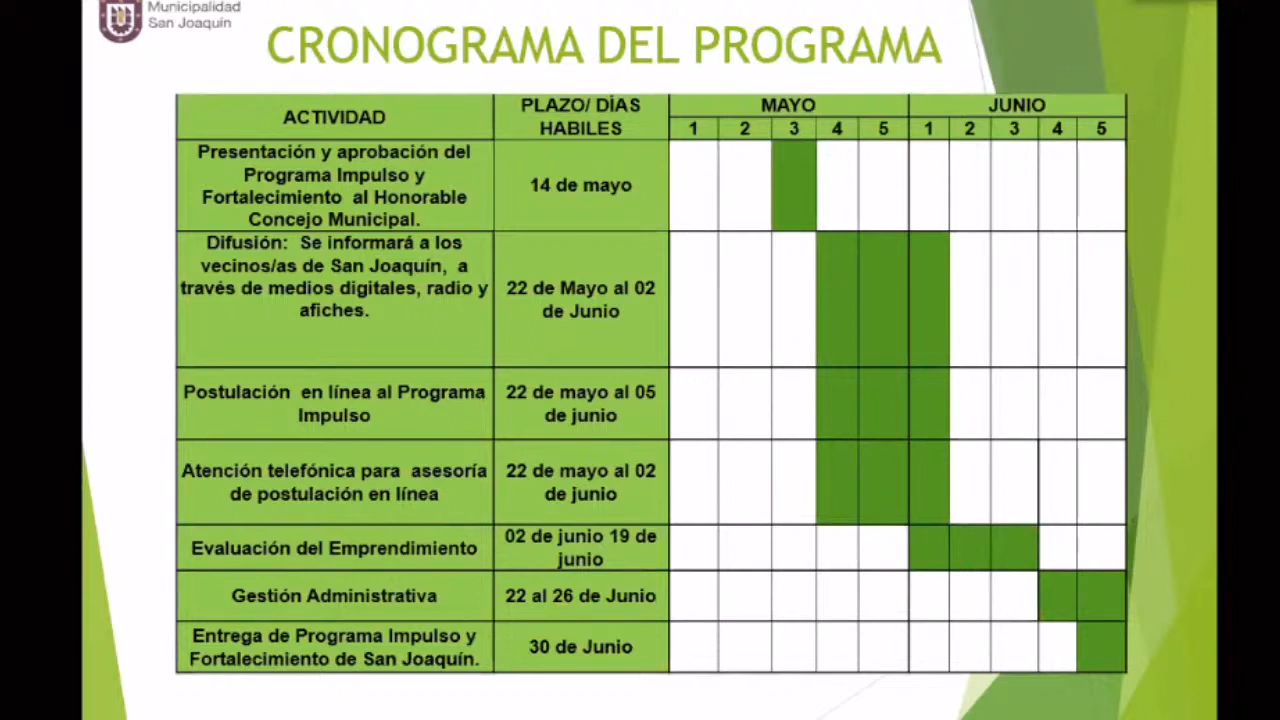 Municipalidad
San Joaquín
CRONOGRAMA DEL PROGRAMA
ACTIVIDAD
PLAZO/ DÍAS
HABILES
MAYO
JUNIO
1 2 3 4 5 1 2 3 4 5
Presentación y aprobación del
Programa Impulso y
Fortalecimiento al Honorable
Concejo Municipal.
14 de mayo
Difusión: Se informará a los
vecinos/as de San Joaquín, a
través de medios digitales, radio y
afiches.
22 de Mayo al 02
de Junio
Postulación en línea al Programa
Impulso
22 de mayo al 05
de junio
Atención telefónica para asesoría
de postulación en línea
22 de mayo al 02
de junio
Evaluación del Emprendimiento
02 de junio 19 de
junio
Gestión Administrativa
22 al 26 de Junio
Entrega de Programa Impulso y
Fortalecimiento de San Joaquín.
30 de Junio